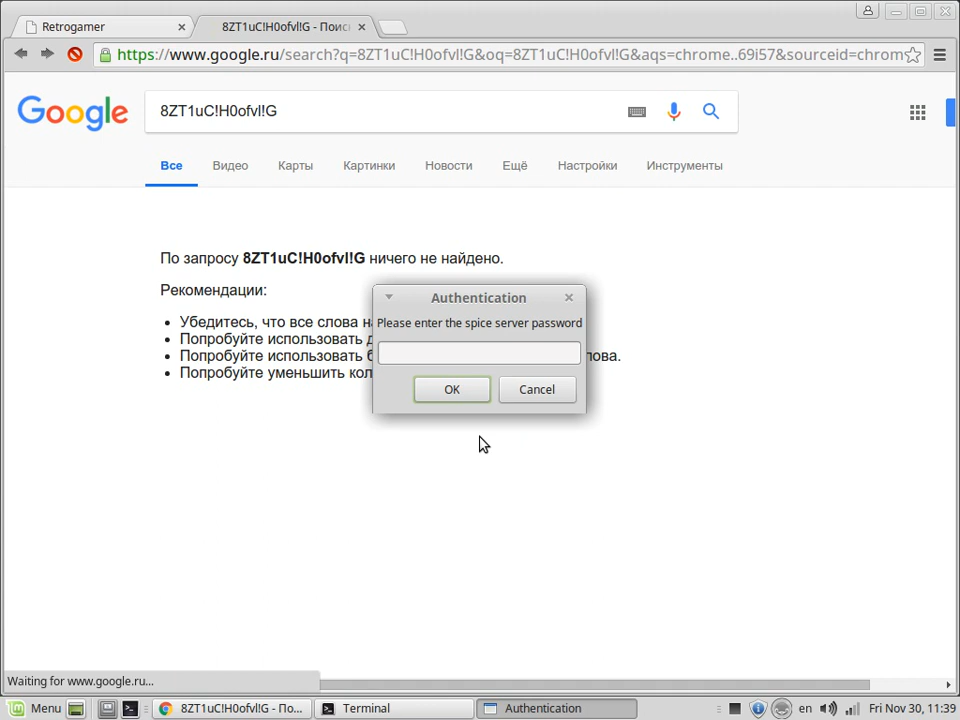 Retrogamer
8ZT1uC!H0ofvl!G - Поис
https://www.google.ru/search?q=8ZT1uC!H0ofvl!G&oq=8ZT1uC!H0ofvl!G&aqs=chrome..69i57&sourceid=chrom
Google
8ZT1uC!H0ofvl!G
Все Видео Карты Картинки Новости Ещё Настройки Инструменты
По запросу 8ZT1uC!H0ofvl!G ничего не найдено.
Рекомендации:
Authentication
Please enter the spice server password
OK Cancel
• Убедитесь, что все слова
• Попробуйте использовать
• Попробуйте использовать
• Попробуйте уменьшить
Waiting for www.google.ru...
Menu 8ZT1uC!H0ofvl!G - По... Terminal Authentication en Fri Nov 30, 11:39